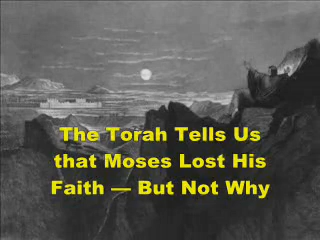 The Torah Tells Us
that Moses Lost His
Faith — But Not Why